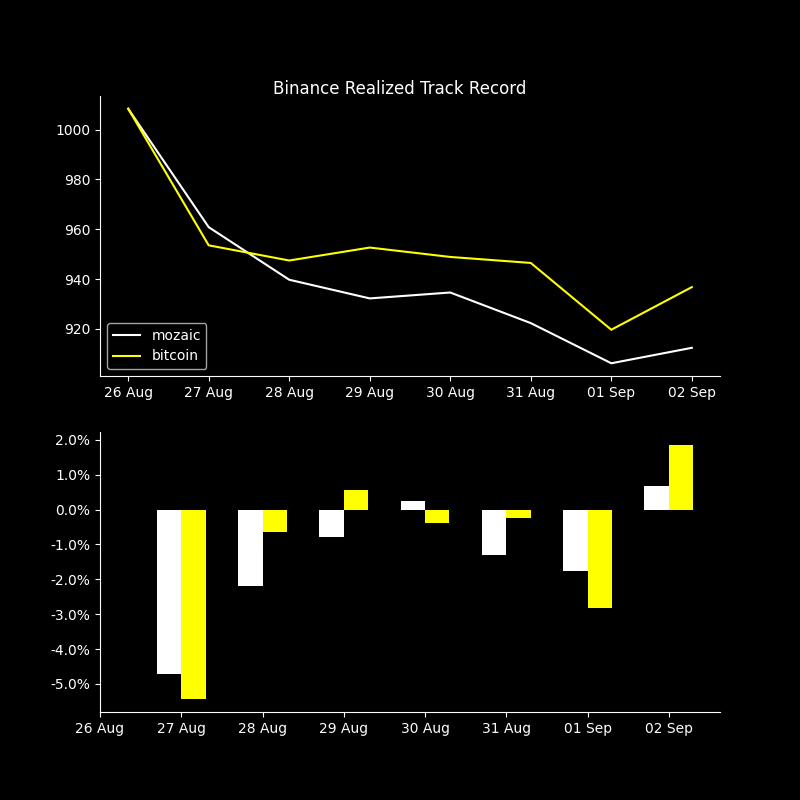 Binance Realized Track Record
1000
980
960
940
920
mozaic
bitcoin
26 Aug 27 Aug 28 Aug 29 Aug 30 Aug 31 Aug 01 Sep 02 Sep
2.0%
1.0%
0.0%
-1.0%
-2.0%
-3.0%
-4.0%
-5.0%
26 Aug 27 Aug 28 Aug 29 Aug 30 Aug 31 Aug 01 Sep 02 Sep